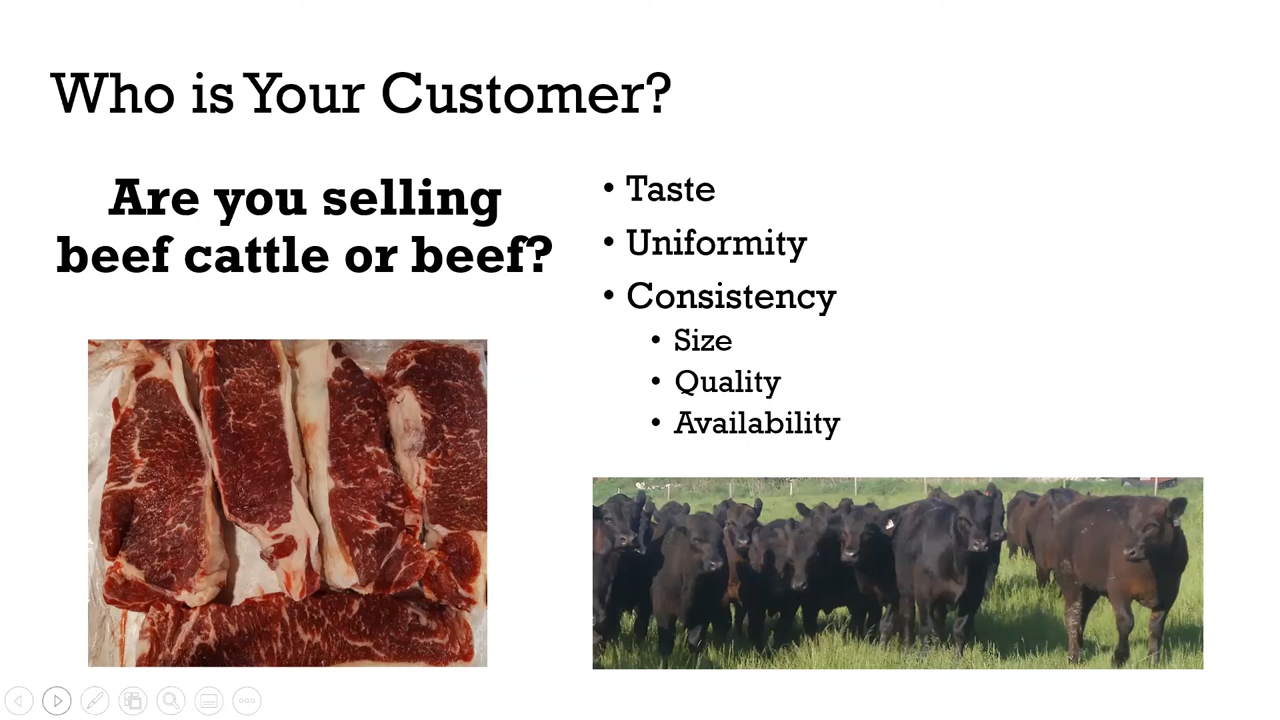 Who is Your Customer?
Are you selling
beef cattle or beef?
• Taste
• Uniformity
• Consistency
• Size
• Quality
• Availability